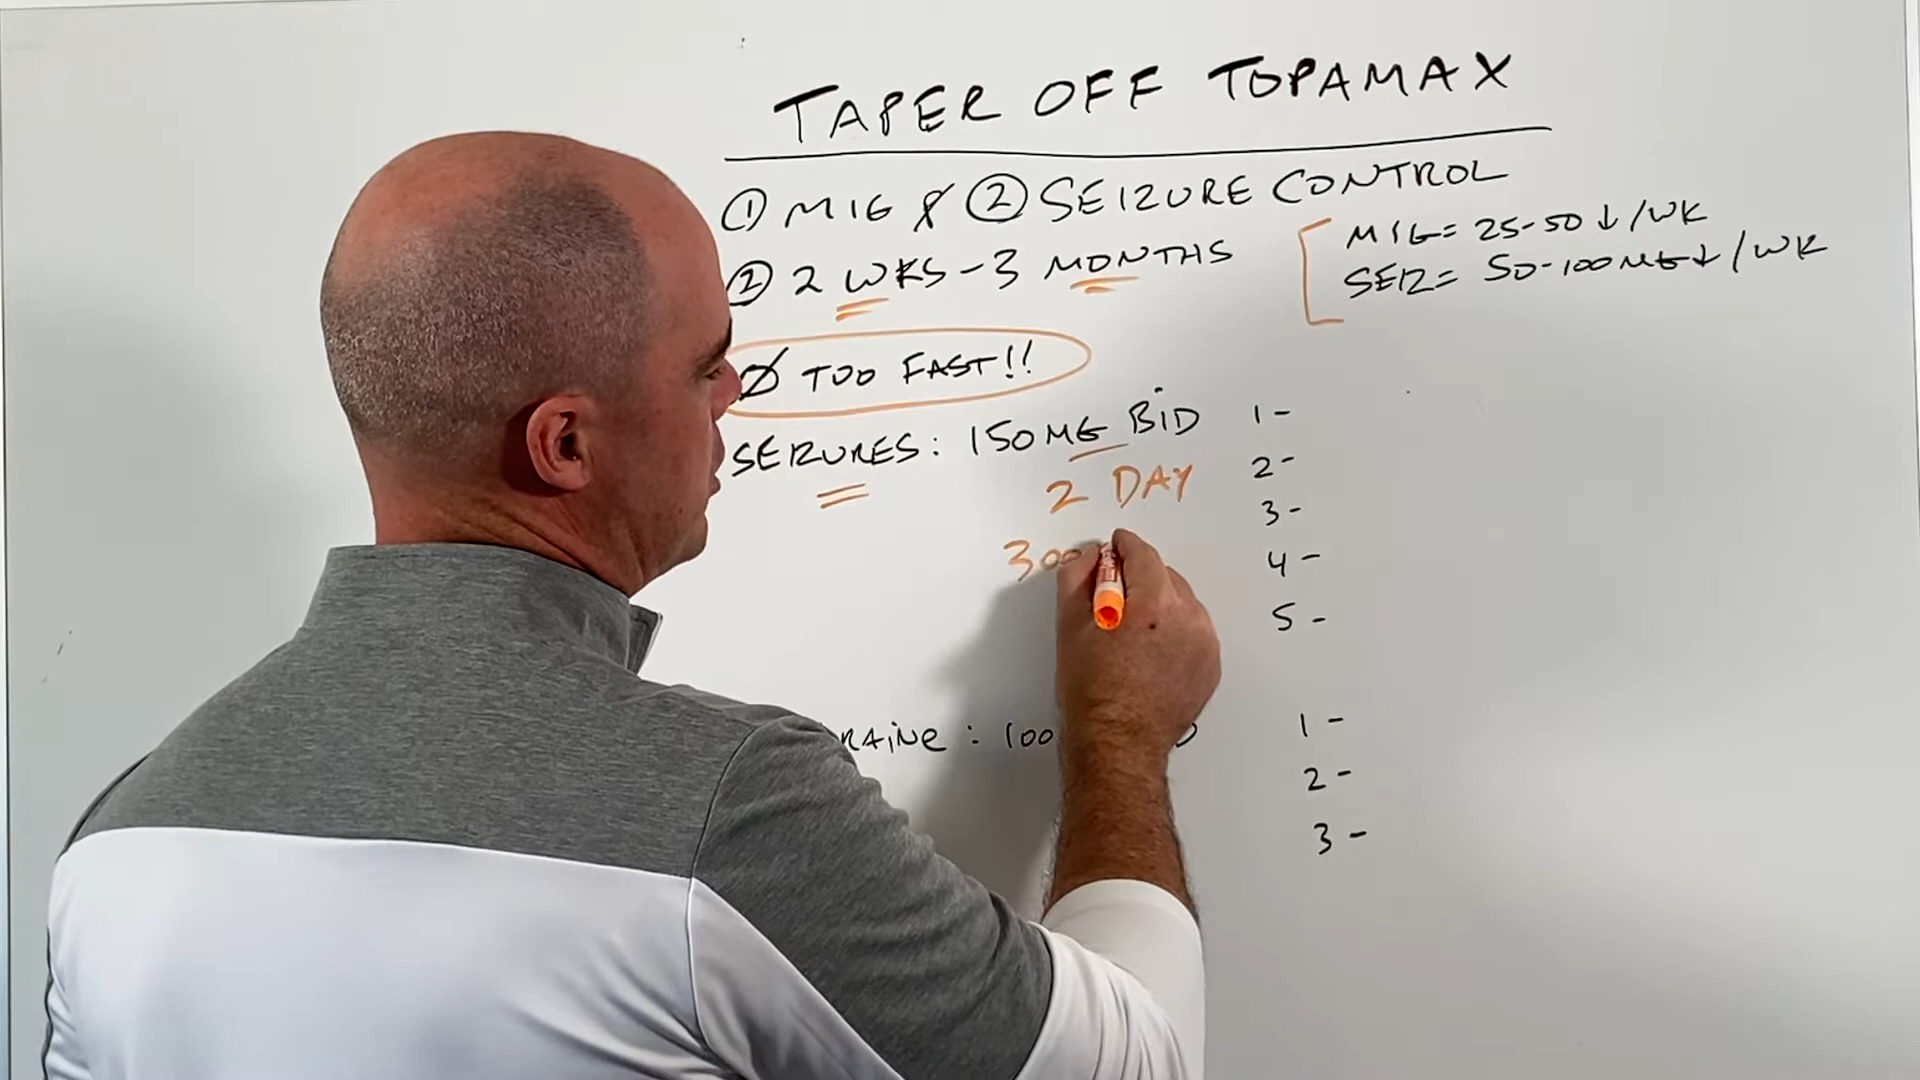 TAPER OFF TOPAMAX
① MIG & ② SEIZURE CONTROL
② 2 WKS - 3 MONTHS
MIG= 25-50 ↓ /WK
SEIZ= 50-100MG↓ /WK
Ø TOO FAST!!
SEIZURES: 150MG BID
2 DAY
300
1 -
2 -
3 -
4 -
5 -
RAINE : 100
1 -
2 -
3 -